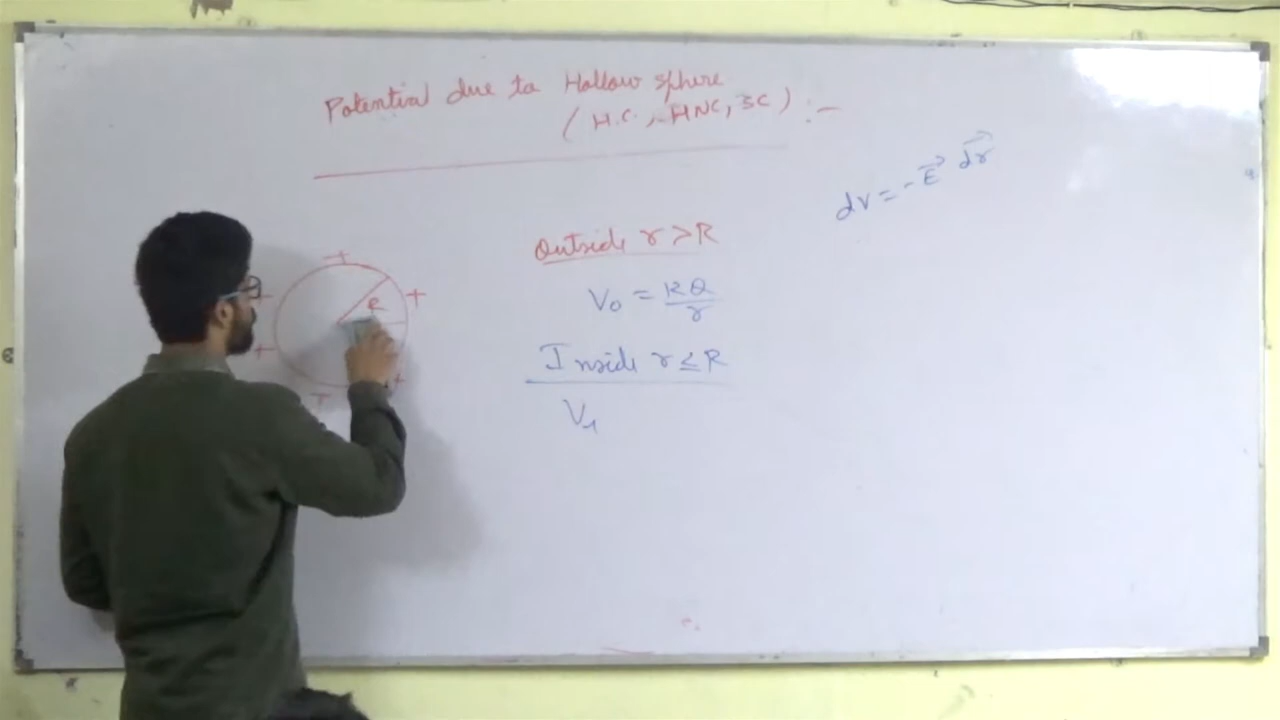 Potential due to Hollow sphere
(H.C., HNC, SC) :-
dV = -E⃗ dr⃗
Outside r > R
V₀ = KQ/r
Inside r ≤ R
V₁
+
R
+
+